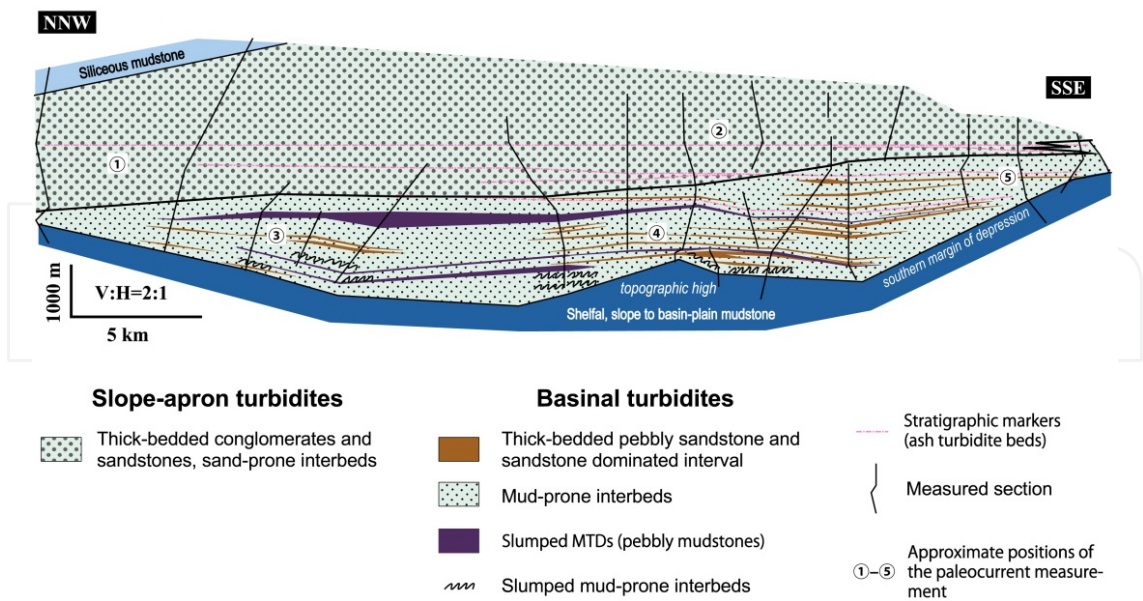 NNW
Siliceous mudstone
SSE
①
②
⑤
③
④
southern margin of depression
topographic high
Shelfal, slope to basin-plain mudstone
1000 m
V:H=2:1
5 km
Slope-apron turbidites
Thick-bedded conglomerates and
sandstones, sand-prone interbeds
Basinal turbidites
Thick-bedded pebbly sandstone and
sandstone dominated interval
Mud-prone interbeds
Slumped MTDs (pebbly mudstones)
Slumped mud-prone interbeds
Stratigraphic markers
(ash turbidite beds)
Measured section
①–⑤ Approximate positions of
the paleocurrent measure-
ment